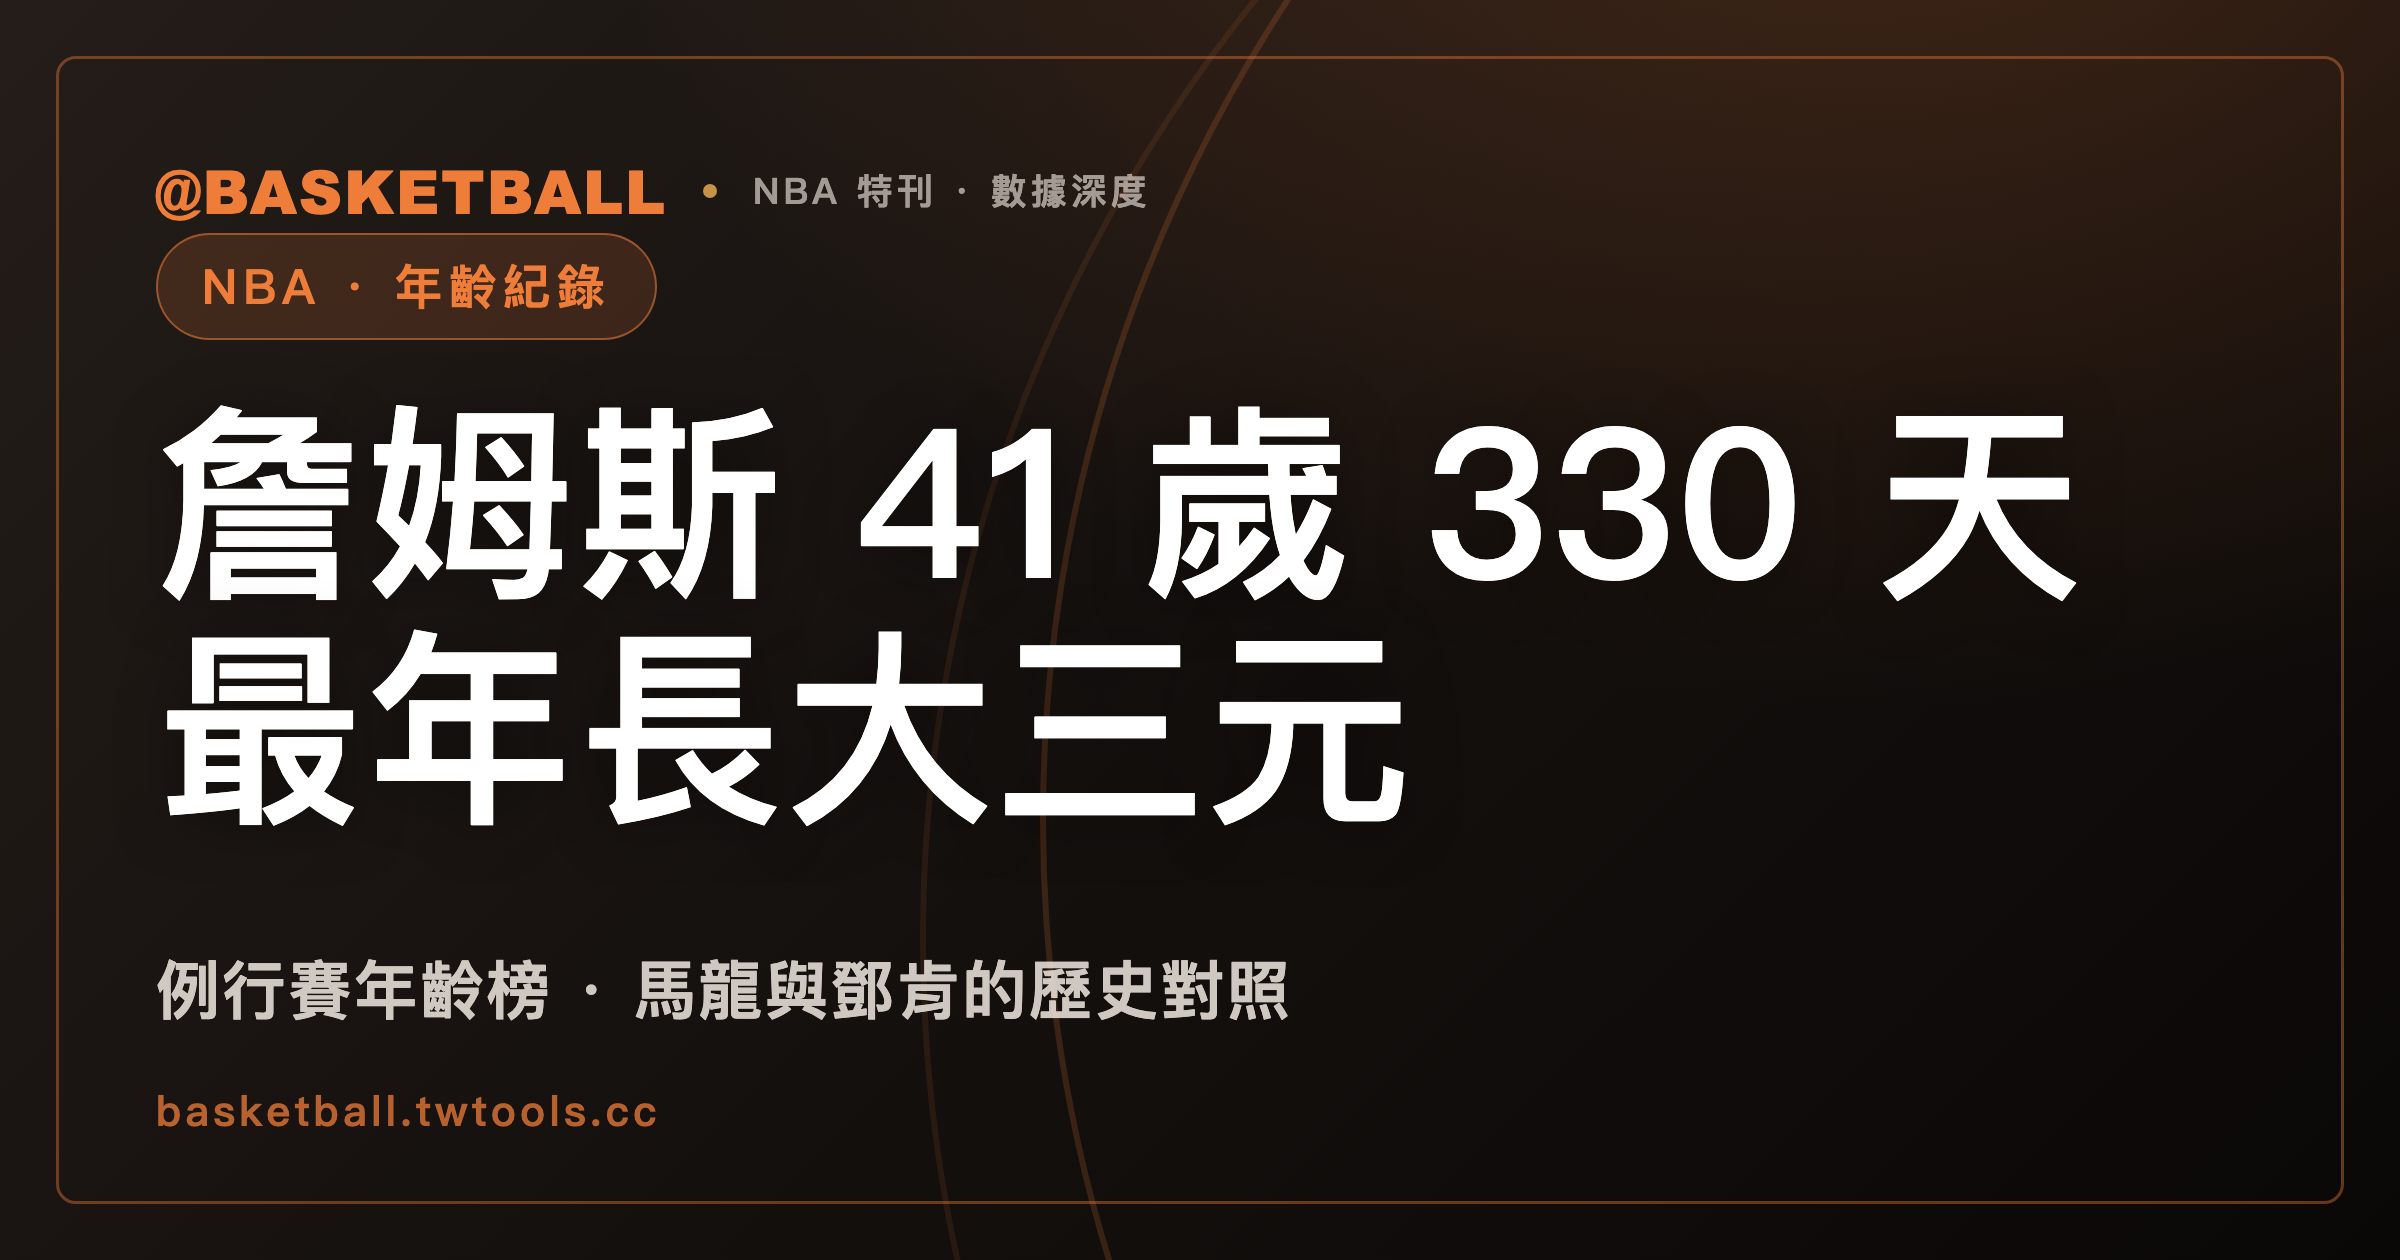 @BASKETBALL • NBA 特刊 · 數據深度
NBA · 年齡紀錄
詹姆斯 41 歲 330 天
最年長大三元
例行賽年齡榜 · 馬龍與鄧肯的歷史對照
basketball.twtools.cc